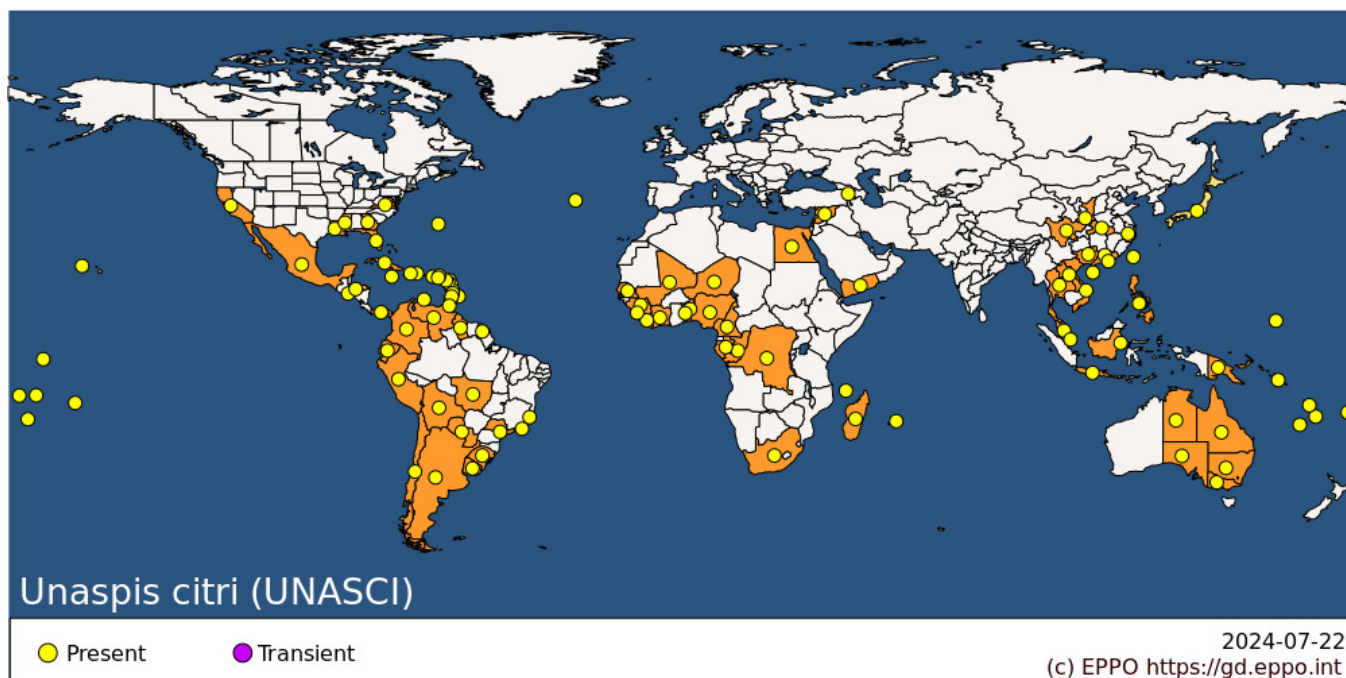 Unaspis citri (UNASCI)
Present
Transient
2024-07-22
(c) EPPO https://gd.eppo.int